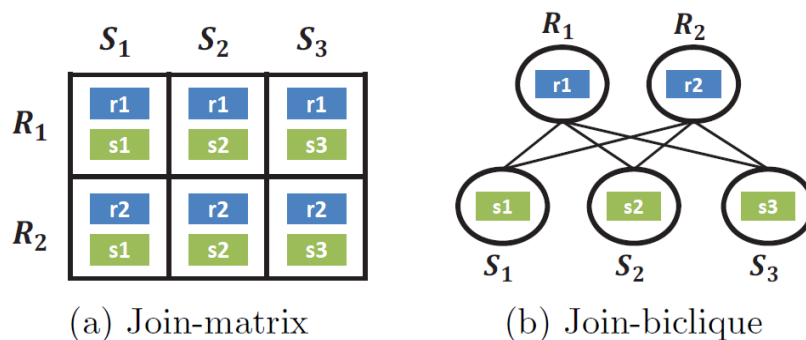 S₁ S₂ S₃
R₁ r1 r1 r1
s1 s2 s3
R₂ r2 r2 r2
s1 s2 s3
(a) Join-matrix
R₁ R₂
r1 r2
s1 s2 s3
S₁ S₂ S₃
(b) Join-biclique